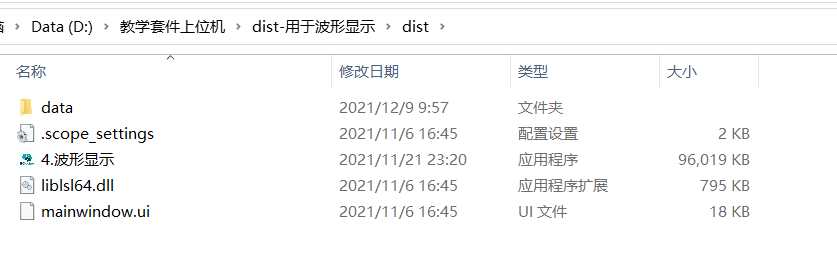 Data (D:) › 教学套件上位机 › dist-用于波形显示 › dist ›
名称 修改日期 类型 大小
data 2021/12/9 9:57 文件夹
.scope_settings 2021/11/6 16:45 配置设置 2 KB
4.波形显示 2021/11/21 23:20 应用程序 96,019 KB
liblsl64.dll 2021/11/6 16:45 应用程序扩展 795 KB
mainwindow.ui 2021/11/6 16:45 UI 文件 18 KB